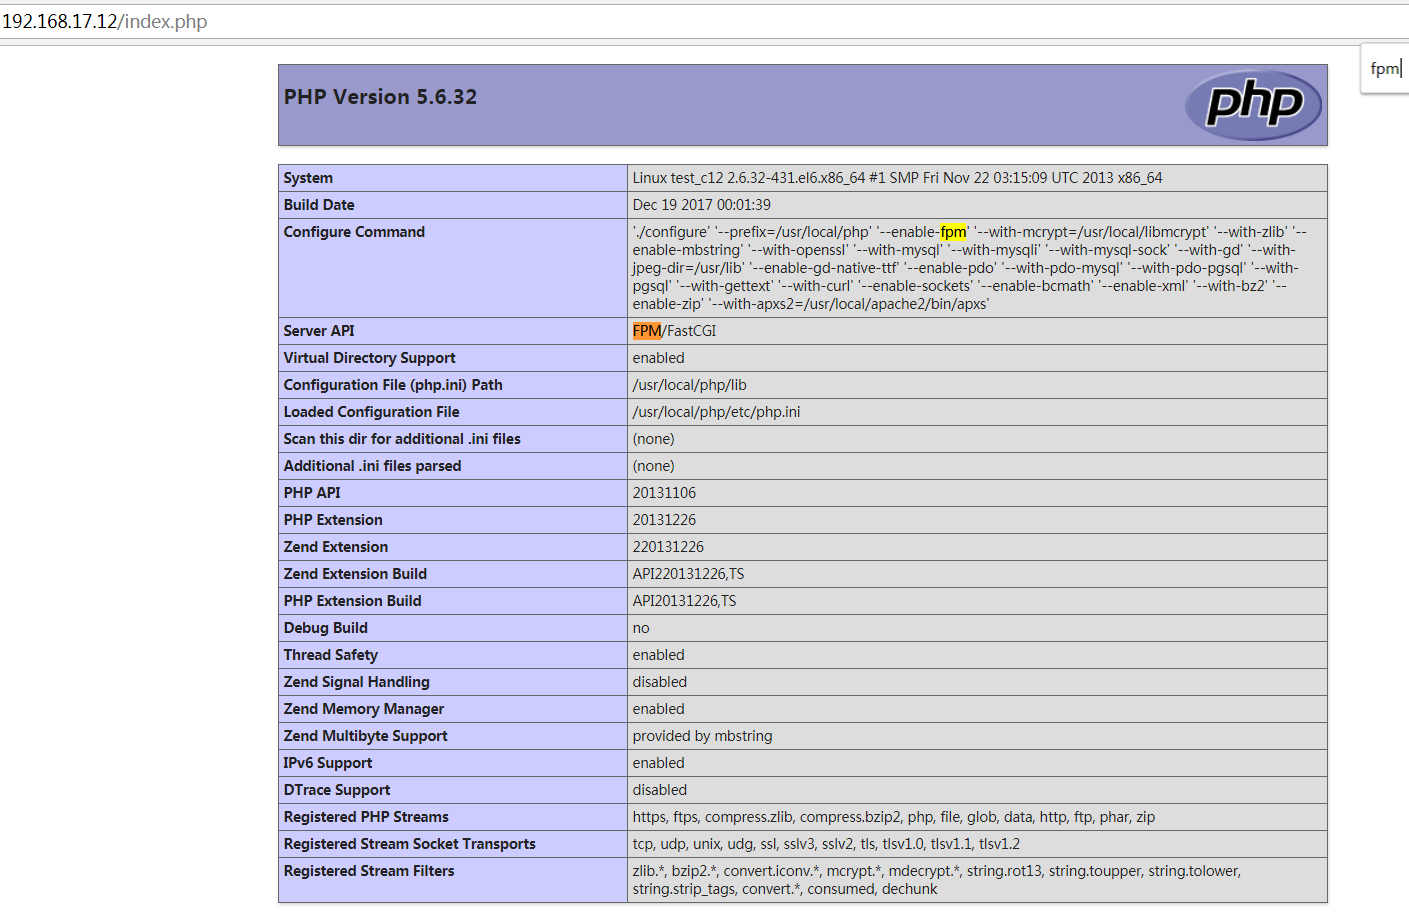 192.168.17.12/index.php
fpm
PHP Version 5.6.32
php
System Linux test_c12 2.6.32-431.el6.x86_64 #1 SMP Fri Nov 22 03:15:09 UTC 2013 x86_64
Build Date Dec 19 2017 00:01:39
Configure Command './configure' '--prefix=/usr/local/php' '--enable-fpm' '--with-mcrypt=/usr/local/libmcrypt' '--with-zlib' '--
enable-mbstring' '--with-openssl' '--with-mysql' '--with-mysqli' '--with-mysql-sock' '--with-gd' '--with-
jpeg-dir=/usr/lib' '--enable-gd-native-ttf' '--enable-pdo' '--with-pdo-mysql' '--with-pdo-pgsql' '--with-
pgsql' '--with-gettext' '--with-curl' '--enable-sockets' '--enable-bcmath' '--enable-xml' '--with-bz2' '--
enable-zip' '--with-apxs2=/usr/local/apache2/bin/apxs'
Server API FPM/FastCGI
Virtual Directory Support enabled
Configuration File (php.ini) Path /usr/local/php/lib
Loaded Configuration File /usr/local/php/etc/php.ini
Scan this dir for additional .ini files (none)
Additional .ini files parsed (none)
PHP API 20131106
PHP Extension 20131226
Zend Extension 220131226
Zend Extension Build API220131226,TS
PHP Extension Build API20131226,TS
Debug Build no
Thread Safety enabled
Zend Signal Handling disabled
Zend Memory Manager enabled
Zend Multibyte Support provided by mbstring
IPv6 Support enabled
DTrace Support disabled
Registered PHP Streams https, ftps, compress.zlib, compress.bzip2, php, file, glob, data, http, ftp, phar, zip
Registered Stream Socket Transports tcp, udp, unix, udg, ssl, sslv3, sslv2, tls, tlsv1.0, tlsv1.1, tlsv1.2
Registered Stream Filters zlib.*, bzip2.*, convert.iconv.*, mcrypt.*, mdecrypt.*, string.rot13, string.toupper, string.tolower,
string.strip_tags, convert.*, consumed, dechunk